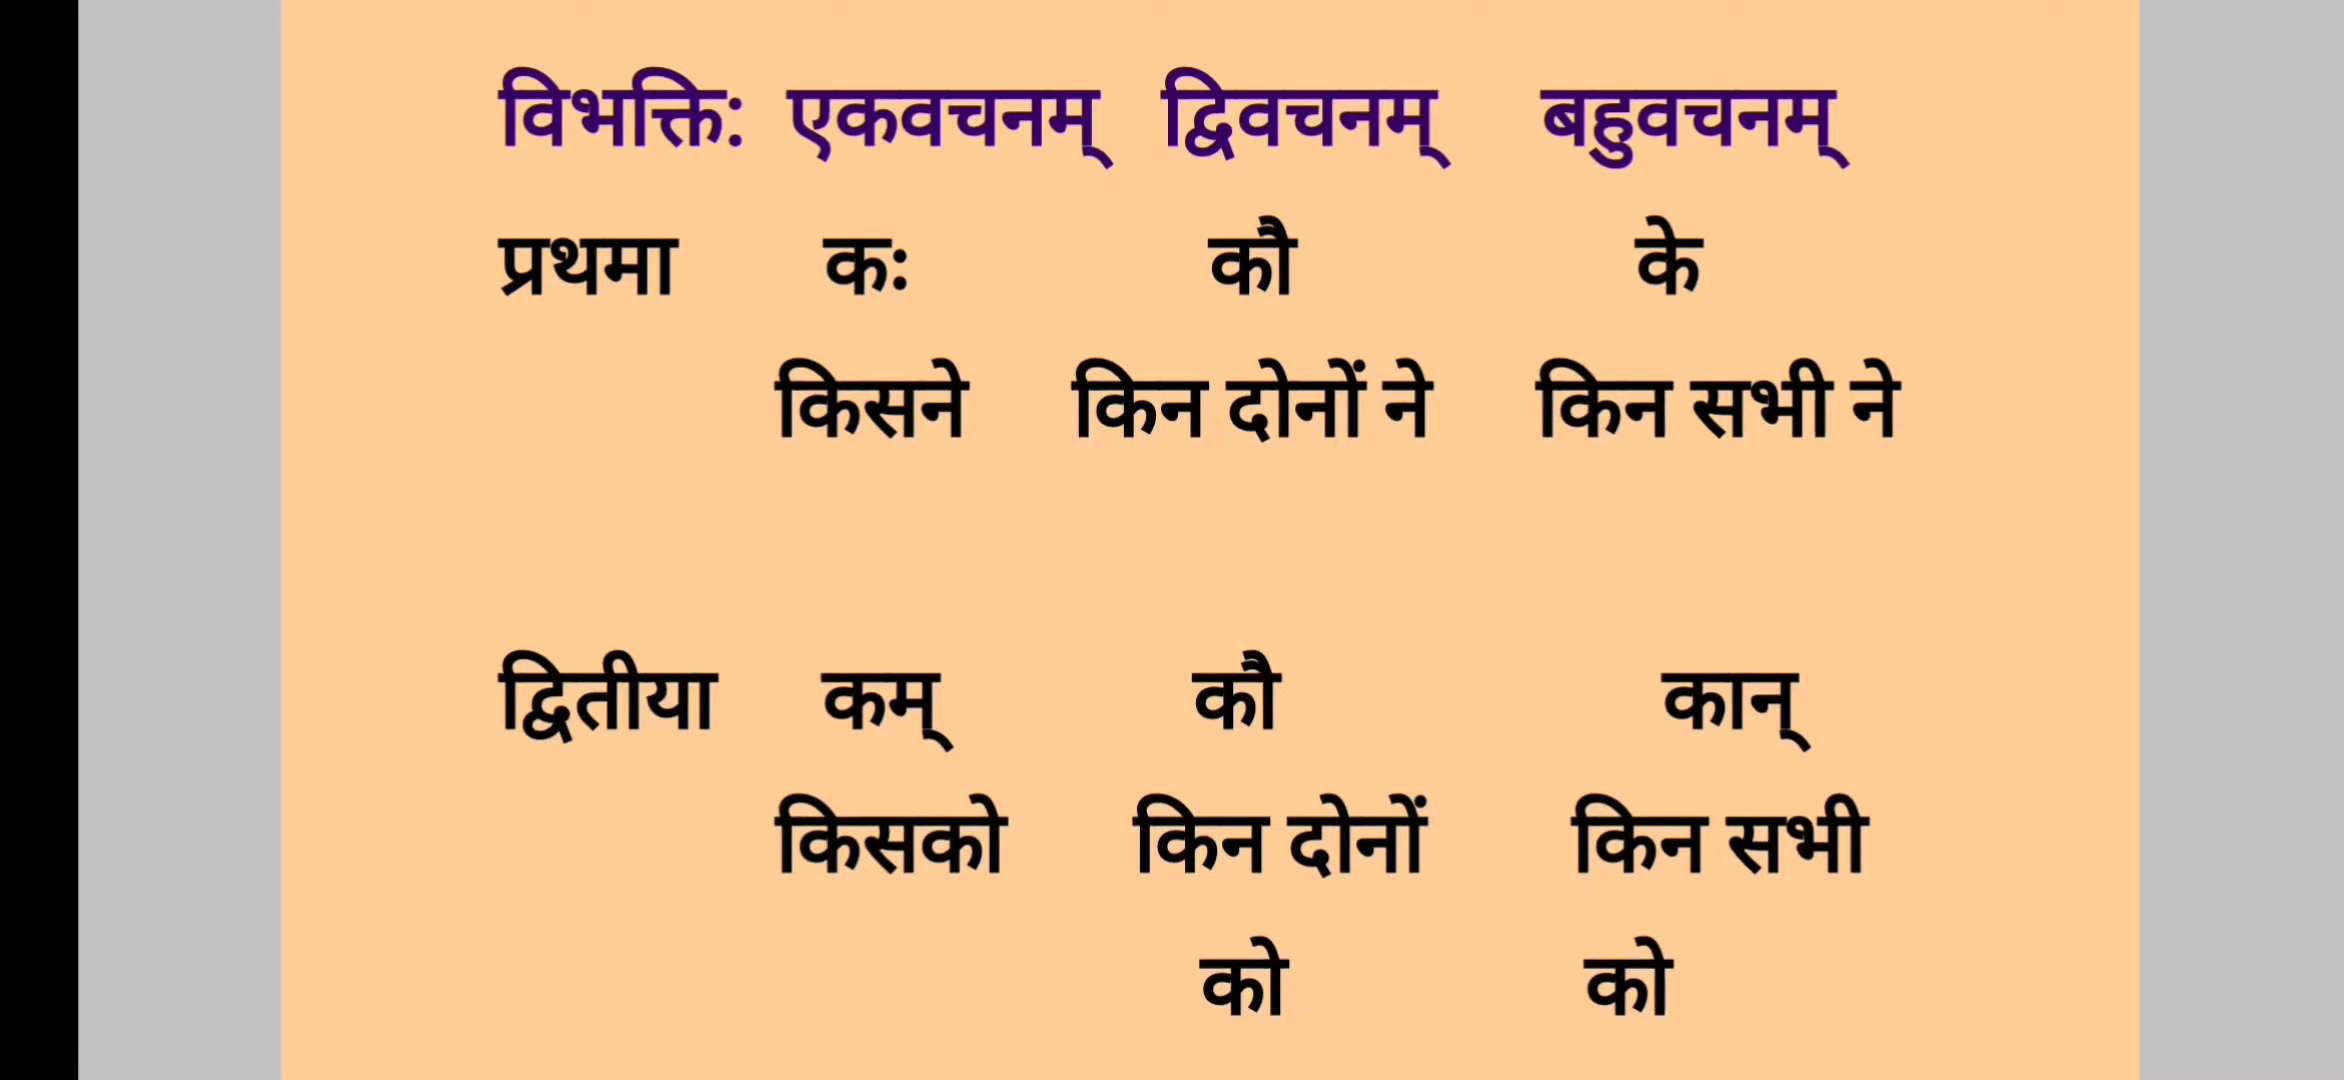 विभक्ति: एकवचनम् द्विवचनम् बहुवचनम्
प्रथमा कः कौ के
किसने किन दोनों ने किन सभी ने
द्वितीया कम् कौ कान्
किसको किन दोनों किन सभी
को को